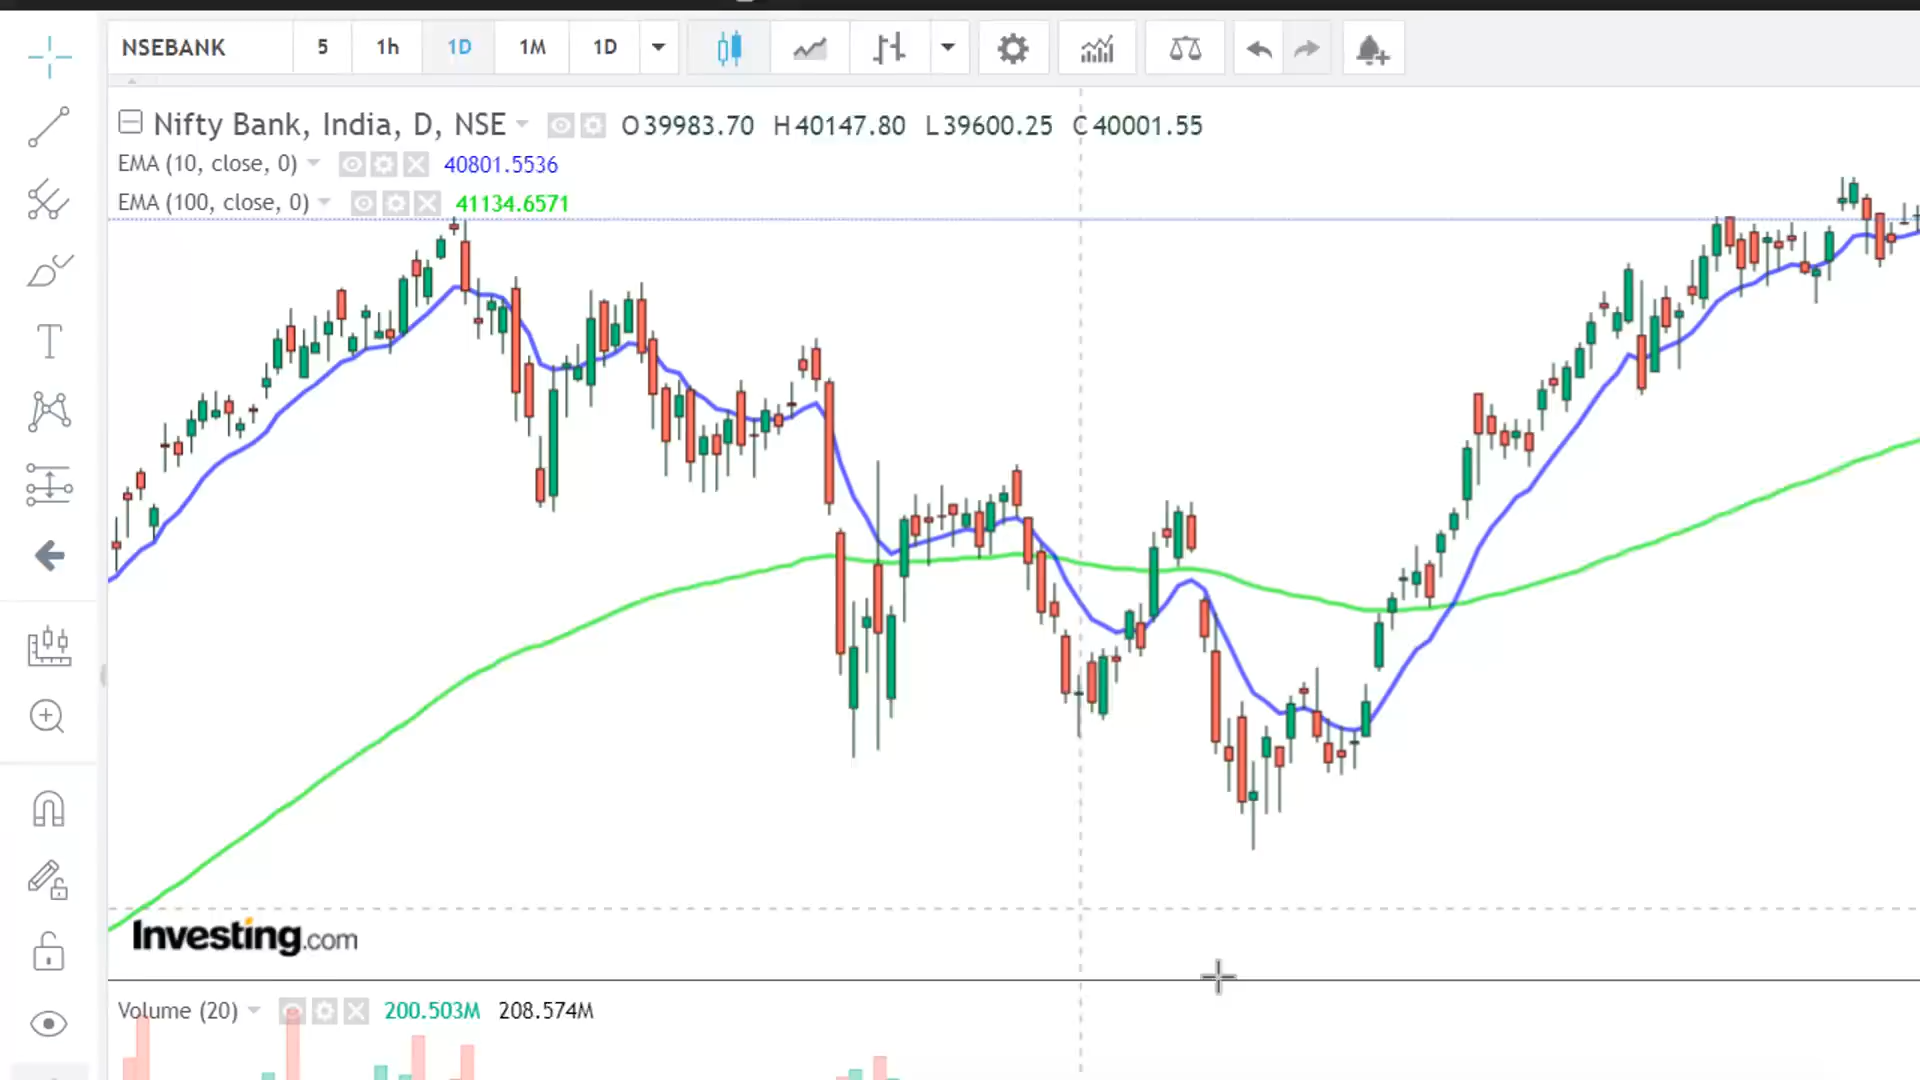 NSEBANK 5 1h 1D 1M 1D
Nifty Bank, India, D, NSE O39983.70 H40147.80 L39600.25 C40001.55
EMA (10, close, 0) 40801.5536
EMA (100, close, 0) 41134.6571
Investing.com
Volume (20) 200.503M 208.574M